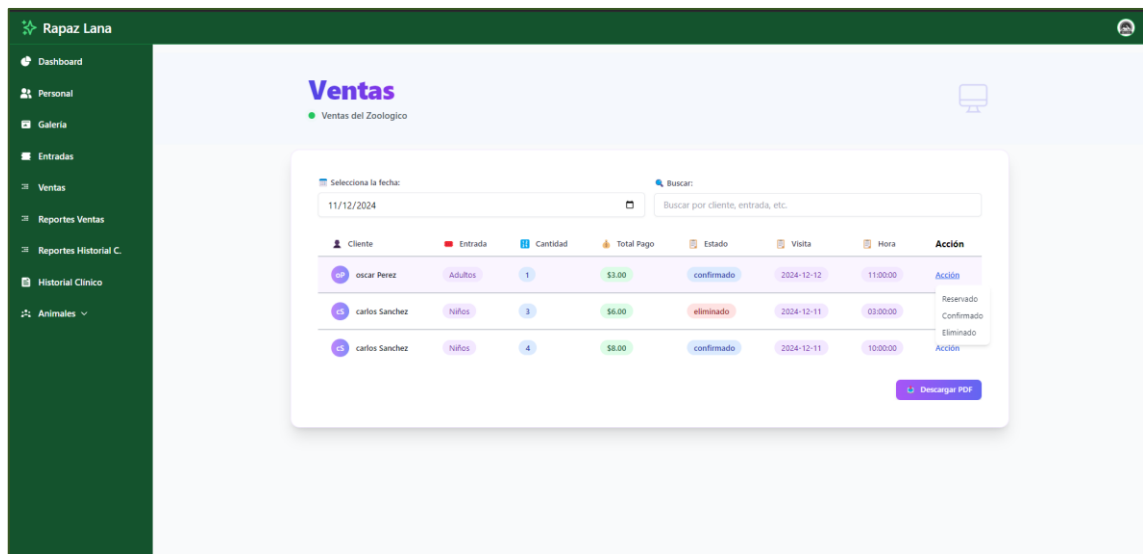 Rapaz Lana
Dashboard
Personal
Galería
Entradas
Ventas
Reportes Ventas
Reportes Historial C.
Historial Clínico
Animales
Ventas
Ventas del Zoologico
Selecciona la fecha:
11/12/2024
Buscar:
Buscar por cliente, entrada, etc.
Cliente Entrada Cantidad Total Pago Estado Visita Hora Acción
oP oscar Perez Adultos 1 $3.00 confirmado 2024-12-12 11:00:00 Acción
cS carlos Sanchez Niños 3 $6.00 eliminado 2024-12-11 03:00:00
Reservado
Confirmado
Eliminado
cS carlos Sanchez Niños 4 $8.00 confirmado 2024-12-11 10:00:00 Acción
Descargar PDF